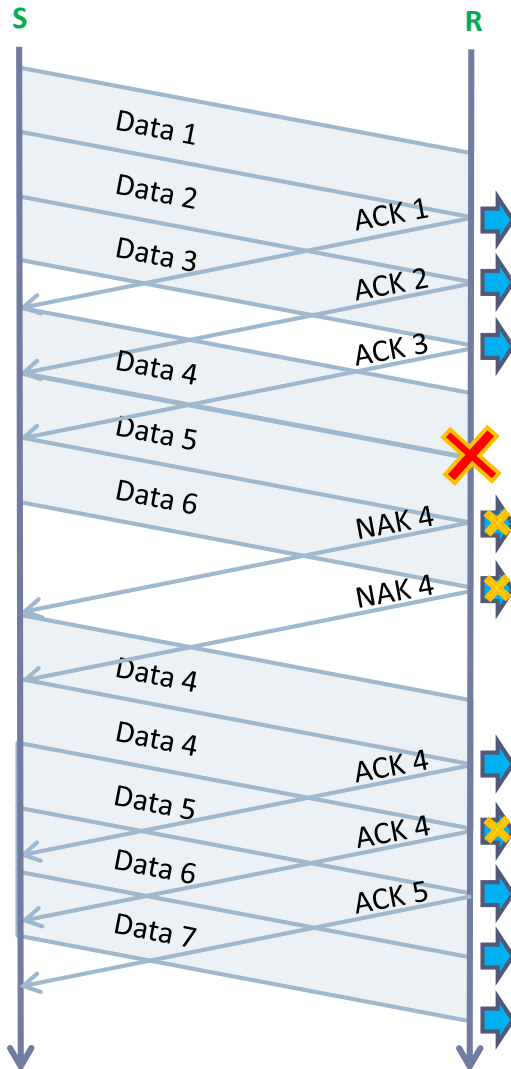 S
R
Data 1
Data 2
ACK 1
Data 3
ACK 2
ACK 3
Data 4
Data 5
Data 6
NAK 4
NAK 4
Data 4
Data 4
ACK 4
Data 5
ACK 4
Data 6
ACK 5
Data 7